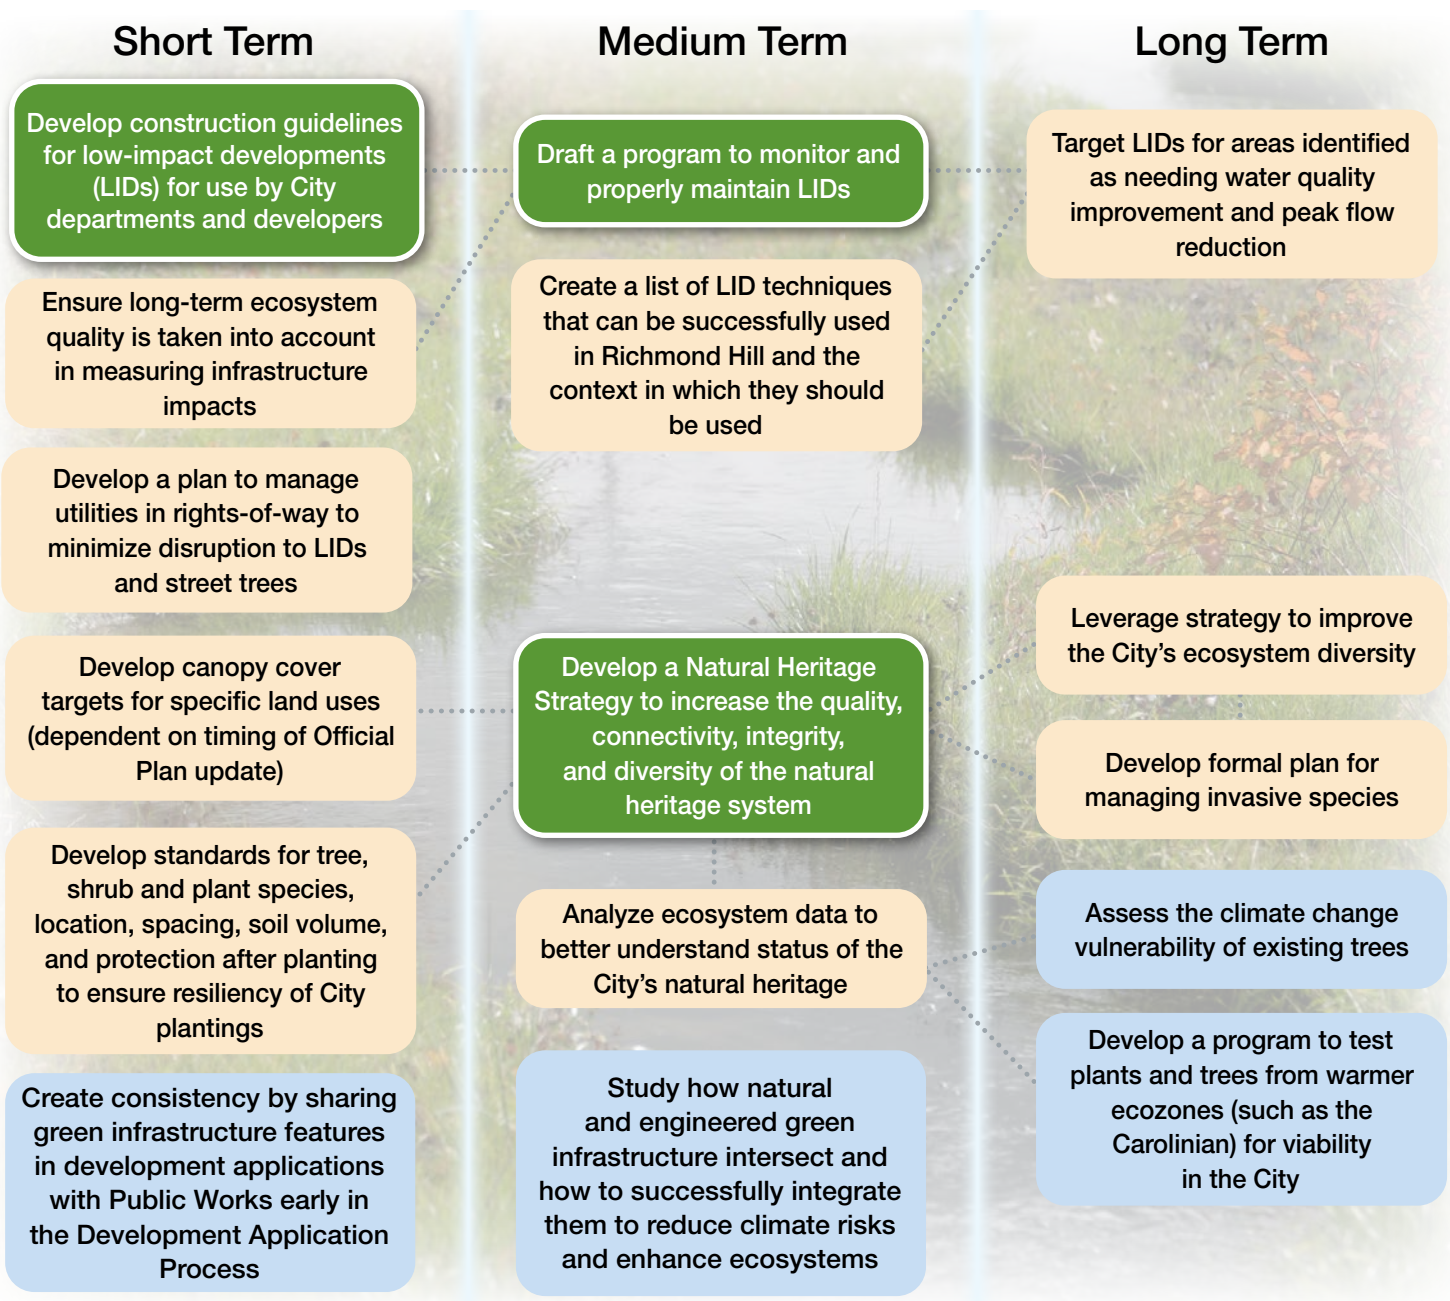 Short Term
Develop construction guidelines
for low-impact developments
(LIDs) for use by City
departments and developers
Ensure long-term ecosystem
quality is taken into account
in measuring infrastructure
impacts
Develop a plan to manage
utilities in rights-of-way to
minimize disruption to LIDs
and street trees
Develop canopy cover
targets for specific land uses
(dependent on timing of Official
Plan update)
Develop standards for tree,
shrub and plant species,
location, spacing, soil volume,
and protection after planting
to ensure resiliency of City
plantings
Create consistency by sharing
green infrastructure features
in development applications
with Public Works early in
the Development Application
Process
Medium Term
Draft a program to monitor and
properly maintain LIDs
Create a list of LID techniques
that can be successfully used
in Richmond Hill and the
context in which they should
be used
Develop a Natural Heritage
Strategy to increase the quality,
connectivity, integrity,
and diversity of the natural
heritage system
Analyze ecosystem data to
better understand status of the
City’s natural heritage
Study how natural
and engineered green
infrastructure intersect and
how to successfully integrate
them to reduce climate risks
and enhance ecosystems
Long Term
Target LIDs for areas identified
as needing water quality
improvement and peak flow
reduction
Leverage strategy to improve
the City’s ecosystem diversity
Develop formal plan for
managing invasive species
Assess the climate change
vulnerability of existing trees
Develop a program to test
plants and trees from warmer
ecozones (such as the
Carolinian) for viability
in the City